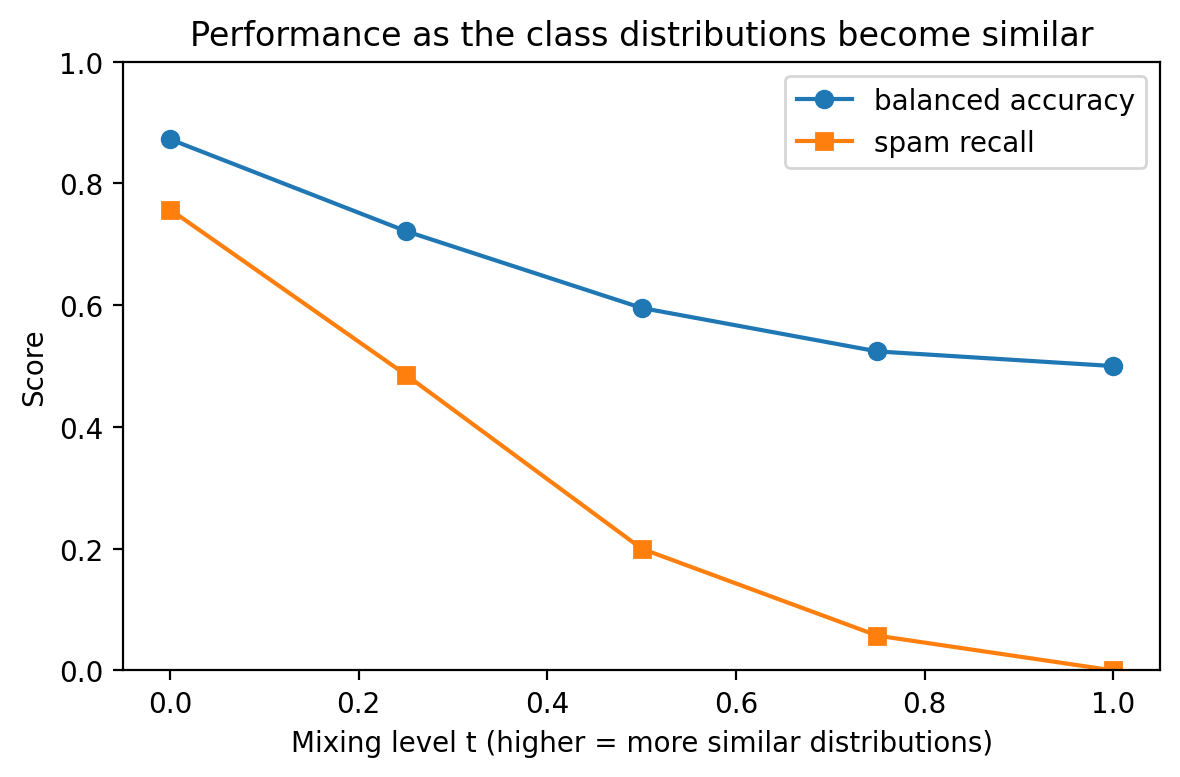 Performance as the class distributions become similar
balanced accuracy
spam recall
1.0
0.8
0.6
0.4
0.2
0.0
Score
0.0 0.2 0.4 0.6 0.8 1.0
Mixing level t (higher = more similar distributions)